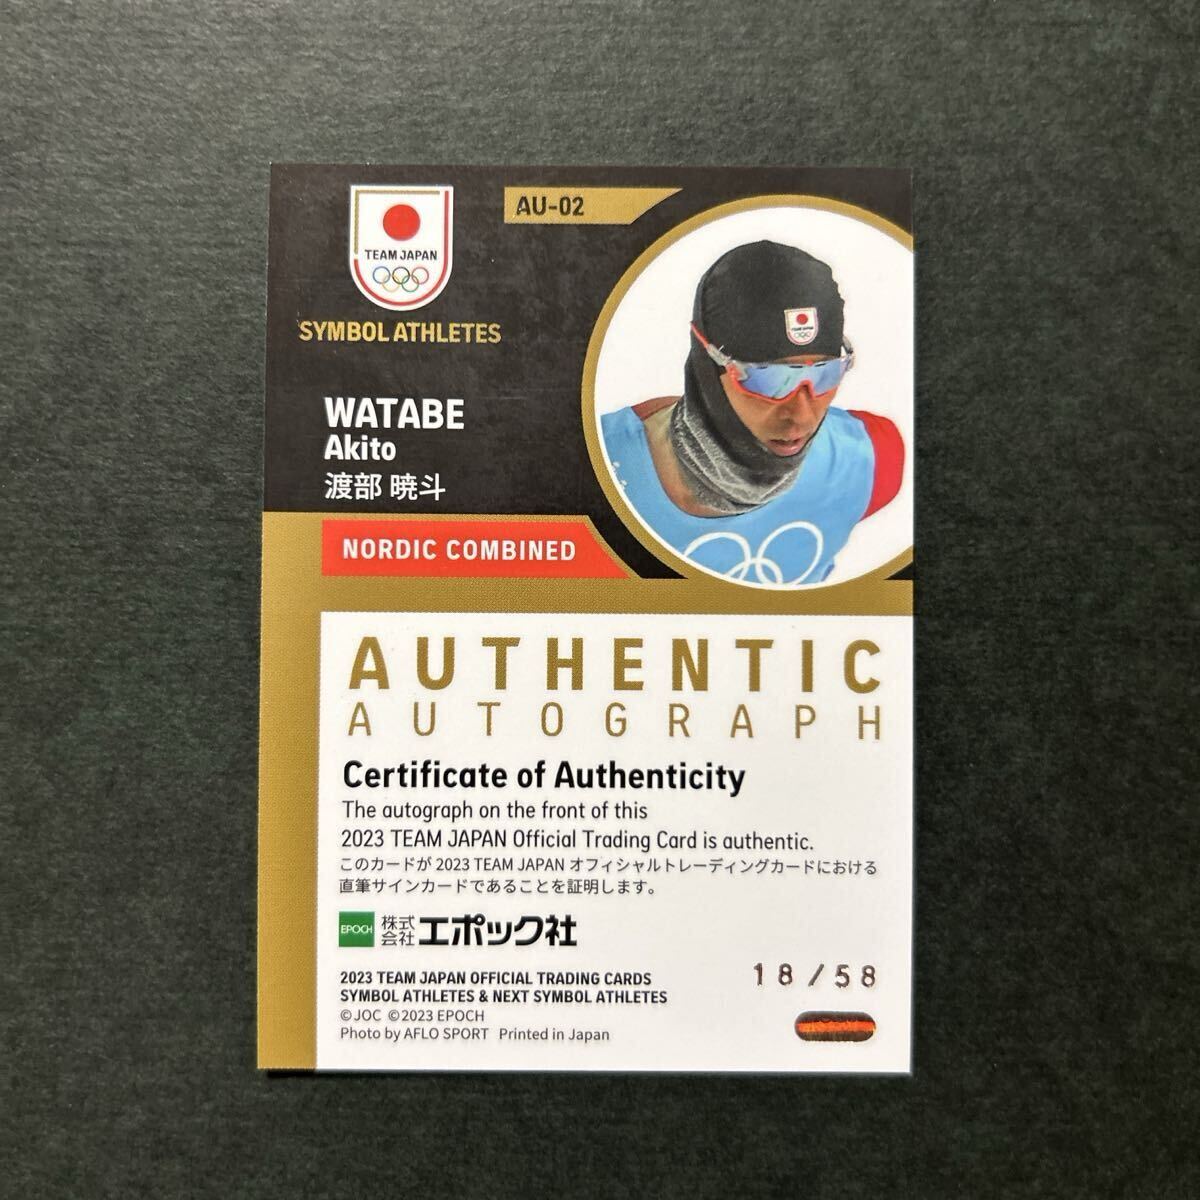 TEAM JAPAN
SYMBOL ATHLETES
AU-02
TEAM JAPAN
WATABE
Akito
渡部 暁斗
NORDIC COMBINED
AUTHENTIC
AUTOGRAPH
Certificate of Authenticity
The autograph on the front of this
2023 TEAM JAPAN Official Trading Card is authentic.
このカードが 2023 TEAM JAPAN オフィシャルトレーディングカードにおける
直筆サインカードであることを証明します。
EPOCH 株式会社 エポック社
18/58
2023 TEAM JAPAN OFFICIAL TRADING CARDS
SYMBOL ATHLETES & NEXT SYMBOL ATHLETES
©JOC ©2023 EPOCH
Photo by AFLO SPORT Printed in Japan